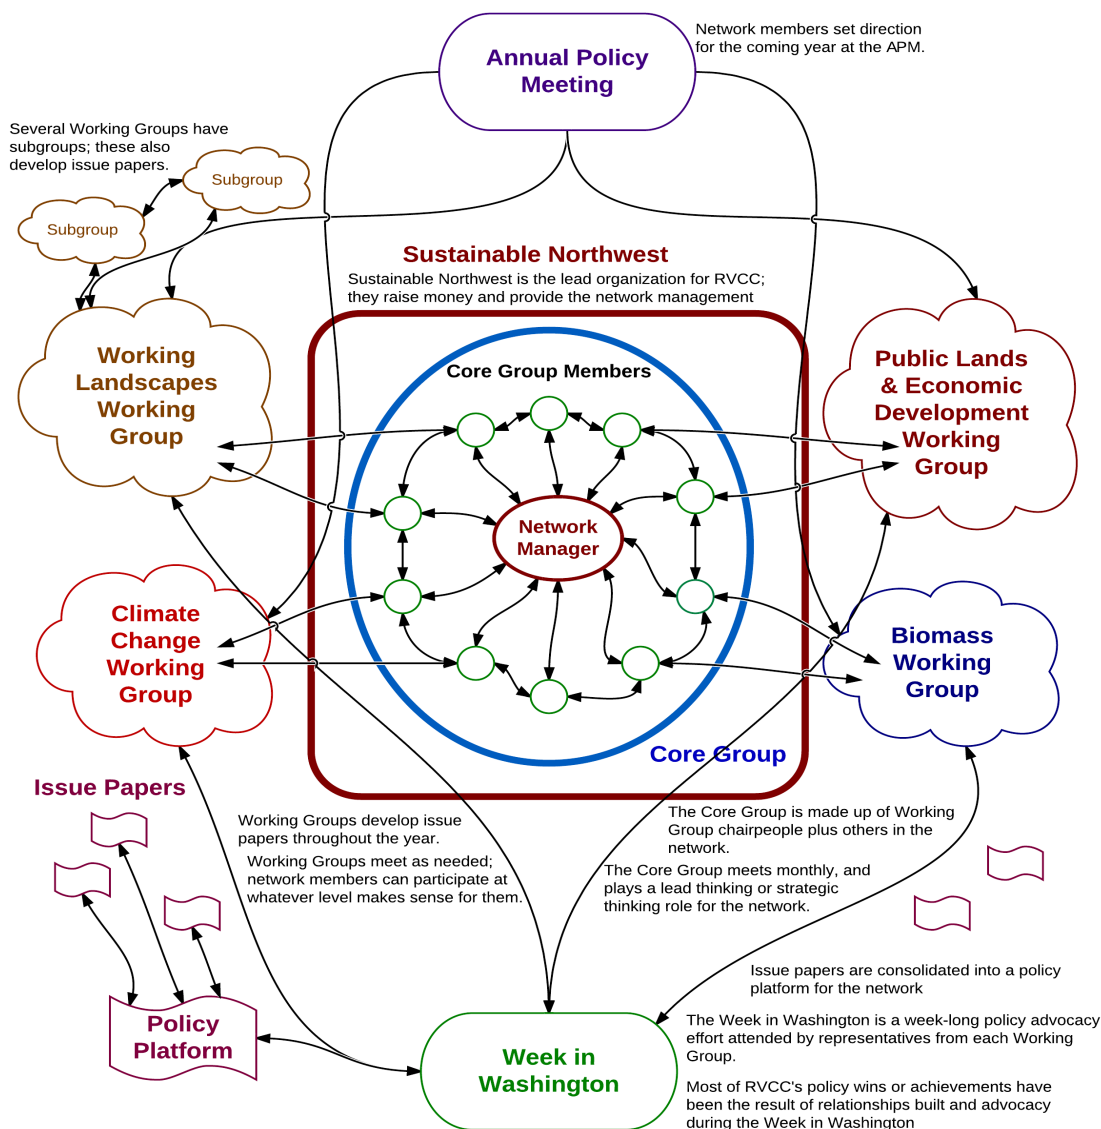 Annual Policy
Meeting
Network members set direction
for the coming year at the APM.
Several Working Groups have
subgroups; these also
develop issue papers.
Subgroup
Subgroup
Sustainable Northwest
Sustainable Northwest is the lead organization for RVCC;
they raise money and provide the network management
Working
Landscapes
Working
Group
Core Group Members
Public Lands
& Economic
Development
Working
Group
Network
Manager
Climate
Change
Working
Group
Biomass
Working
Group
Core Group
Issue Papers
Working Groups develop issue
papers throughout the year.
Working Groups meet as needed;
network members can participate at
whatever level makes sense for them.
The Core Group is made up of Working
Group chairpeople plus others in the
network.
The Core Group meets monthly, and
plays a lead thinking or strategic
thinking role for the network.
Issue papers are consolidated into a policy
platform for the network
Policy
Platform
Week in
Washington
The Week in Washington is a week-long policy advocacy
effort attended by representatives from each Working
Group.
Most of RVCC's policy wins or achievements have
been the result of relationships built and advocacy
during the Week in Washington